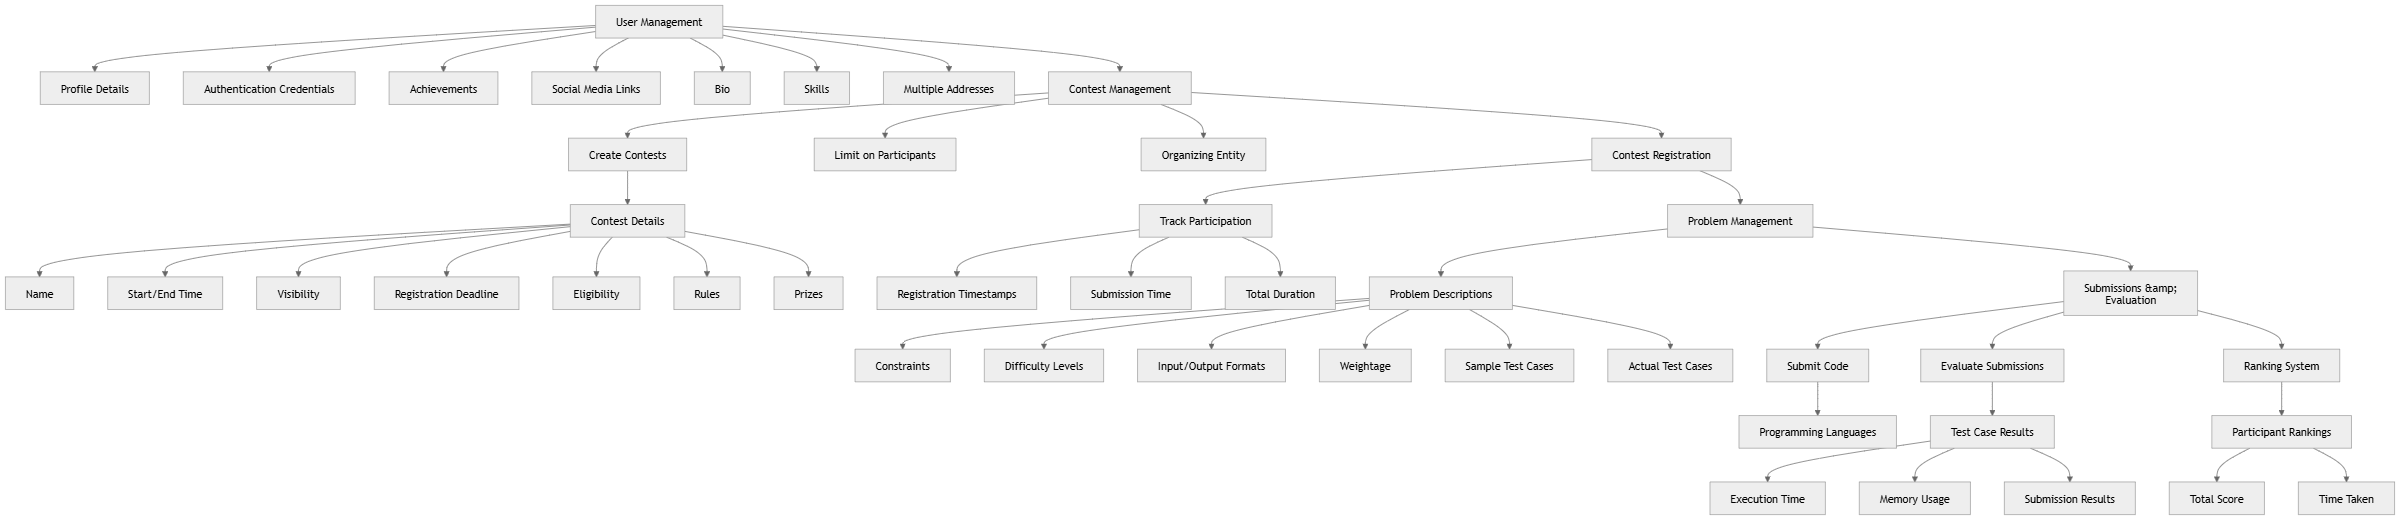 User Management
Profile Details
Authentication Credentials
Achievements
Social Media Links
Bio
Skills
Multiple Addresses
Contest Management
Create Contests
Limit on Participants
Organizing Entity
Contest Registration
Contest Details
Track Participation
Problem Management
Name
Start/End Time
Visibility
Registration Deadline
Eligibility
Rules
Prizes
Registration Timestamps
Submission Time
Total Duration
Problem Descriptions
Submissions &amp;
Evaluation
Constraints
Difficulty Levels
Input/Output Formats
Weightage
Sample Test Cases
Actual Test Cases
Submit Code
Evaluate Submissions
Ranking System
Programming Languages
Test Case Results
Participant Rankings
Execution Time
Memory Usage
Submission Results
Total Score
Time Taken